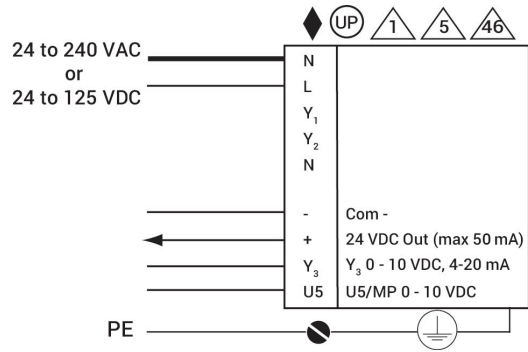 UP 1 5 46
24 to 240 VAC
or
24 to 125 VDC
N
L
Y1
Y2
N
- Com -
+ 24 VDC Out (max 50 mA)
Y3 Y3 0 - 10 VDC, 4-20 mA
U5 U5/MP 0 - 10 VDC
PE